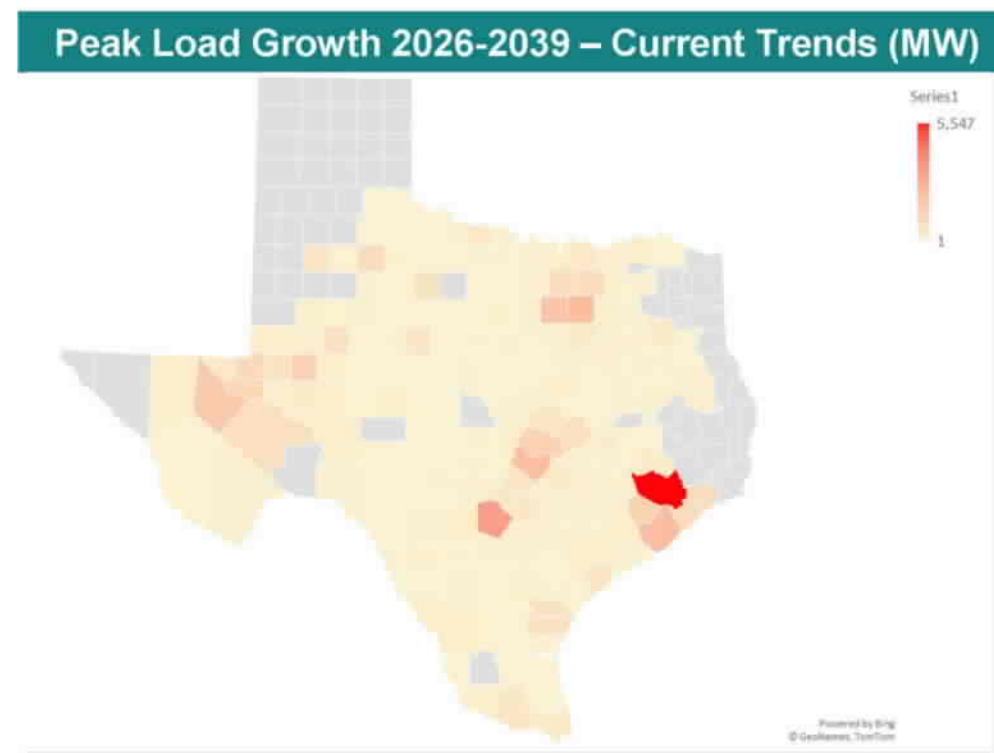 Peak Load Growth 2026-2039 – Current Trends (MW)
Series1
5,547
1
Powered by Bing
© GeoNames, TomTom